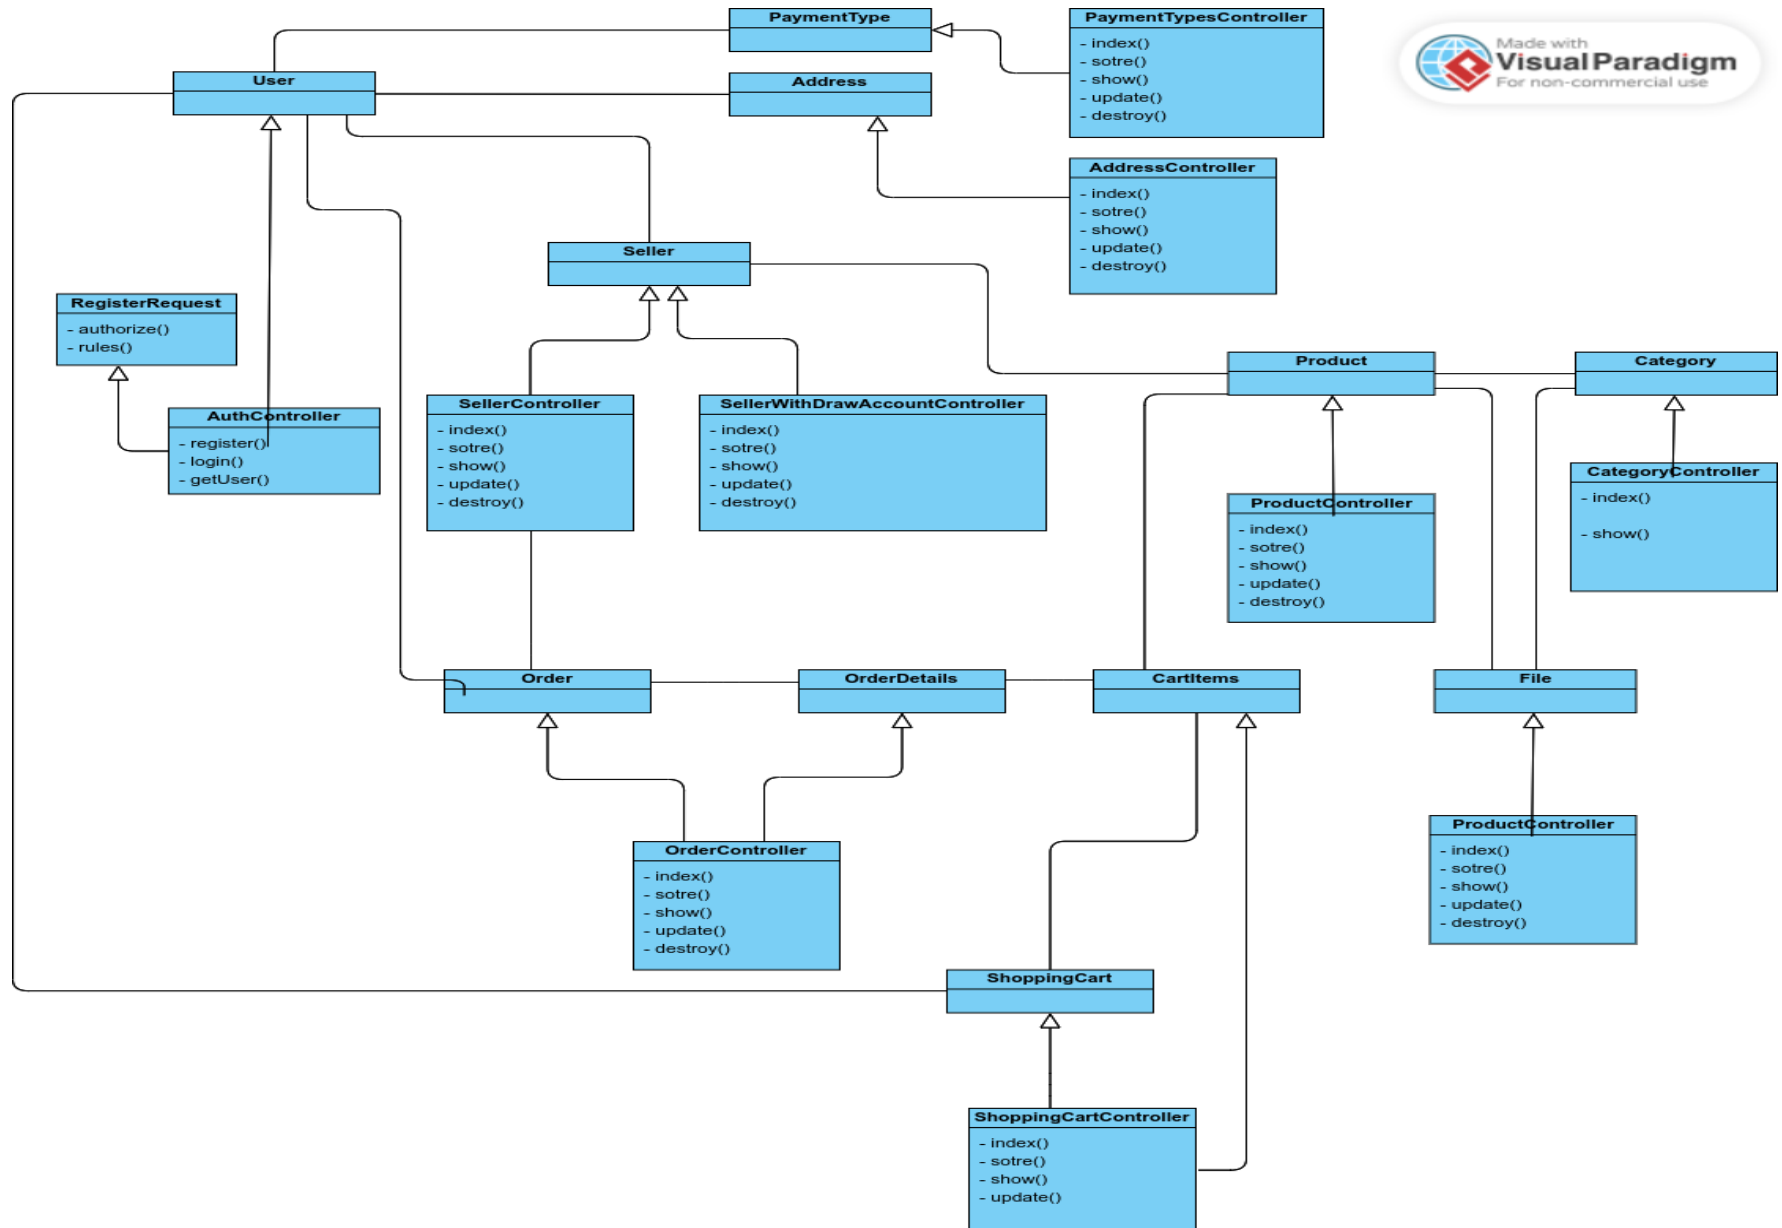 PaymentType
PaymentTypesController
- index()
- sotre()
- show()
- update()
- destroy()
Made with
Visual Paradigm
For non-commercial use
User
Address
AddressController
- index()
- sotre()
- show()
- update()
- destroy()
Seller
RegisterRequest
- authorize()
- rules()
AuthController
- register()
- login()
- getUser()
SellerController
- index()
- sotre()
- show()
- update()
- destroy()
SellerWithDrawAccountController
- index()
- sotre()
- show()
- update()
- destroy()
Product
Category
ProductController
- index()
- sotre()
- show()
- update()
- destroy()
CategoryController
- index()
- show()
Order
OrderDetails
CartItems
File
OrderController
- index()
- sotre()
- show()
- update()
- destroy()
ProductController
- index()
- sotre()
- show()
- update()
- destroy()
ShoppingCart
ShoppingCartController
- index()
- sotre()
- show()
- update()